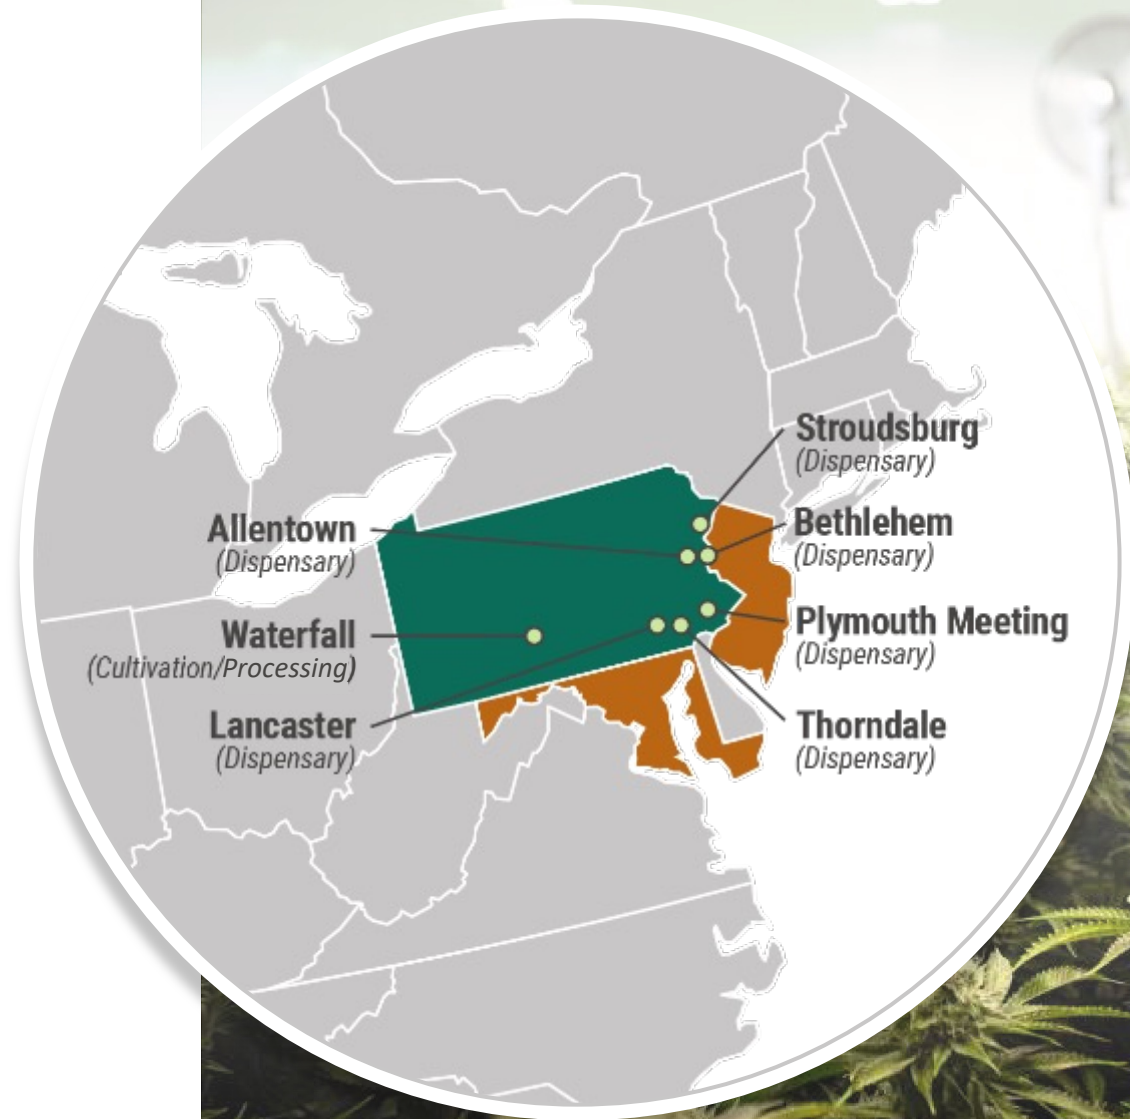 Stroudsburg
(Dispensary)
Allentown
(Dispensary)
Bethlehem
(Dispensary)
Waterfall
(Cultivation/Processing)
Plymouth Meeting
(Dispensary)
Lancaster
(Dispensary)
Thorndale
(Dispensary)